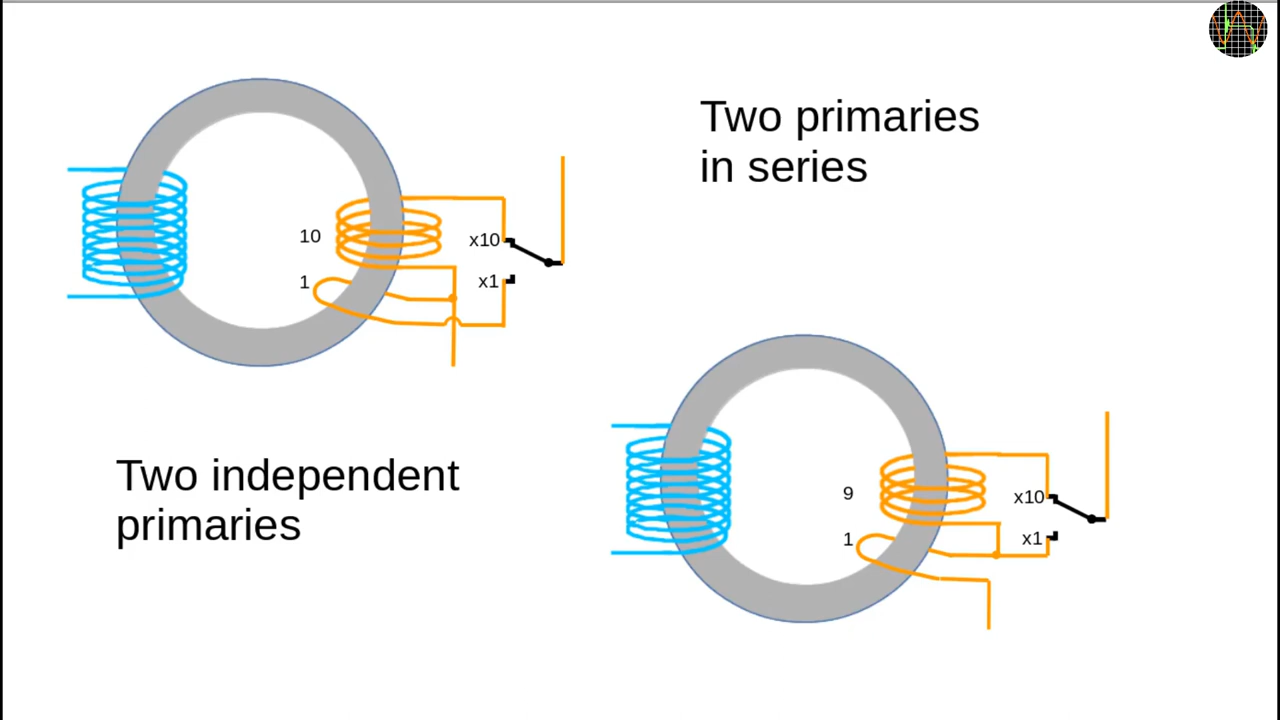 Two primaries
in series
10
x10
1
x1
Two independent
primaries
9
x10
1
x1